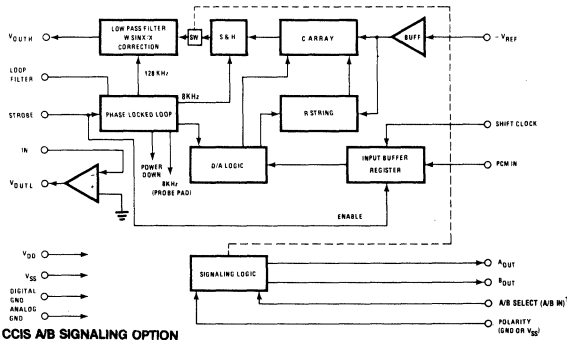 LOW PASS FILTER
W SINX/X
CORRECTION
SW
S & H
C ARRAY
BUFF
-VREF
VOUTH
128 KHz
LOOP
FILTER
8KHz
PHASE LOCKED LOOP
R STRING
STROBE
SHIFT CLOCK
IN
POWER
DOWN
8KHz
(PROBE PAD)
D/A LOGIC
INPUT BUFFER
REGISTER
PCM IN
VOUTL
-
+
ENABLE
VDD
VSS
DIGITAL
GND
ANALOG
GND
SIGNALING LOGIC
AOUT
BOUT
A/B SELECT (A/B IN)
POLARITY
(GND OR VSS)
CCIS A/B SIGNALING OPTION